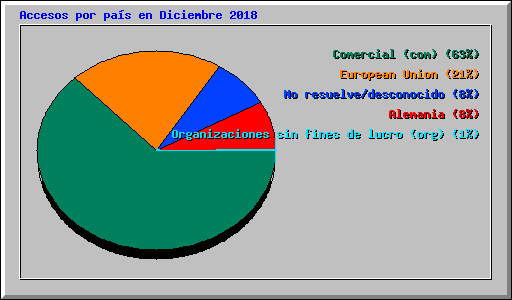 Accesos por país en Diciembre 2018
Comercial (com) (63%)
European Union (21%)
No resuelve/desconocido (8%)
Alemania (8%)
Organizaciones sin fines de lucro (org) (1%)